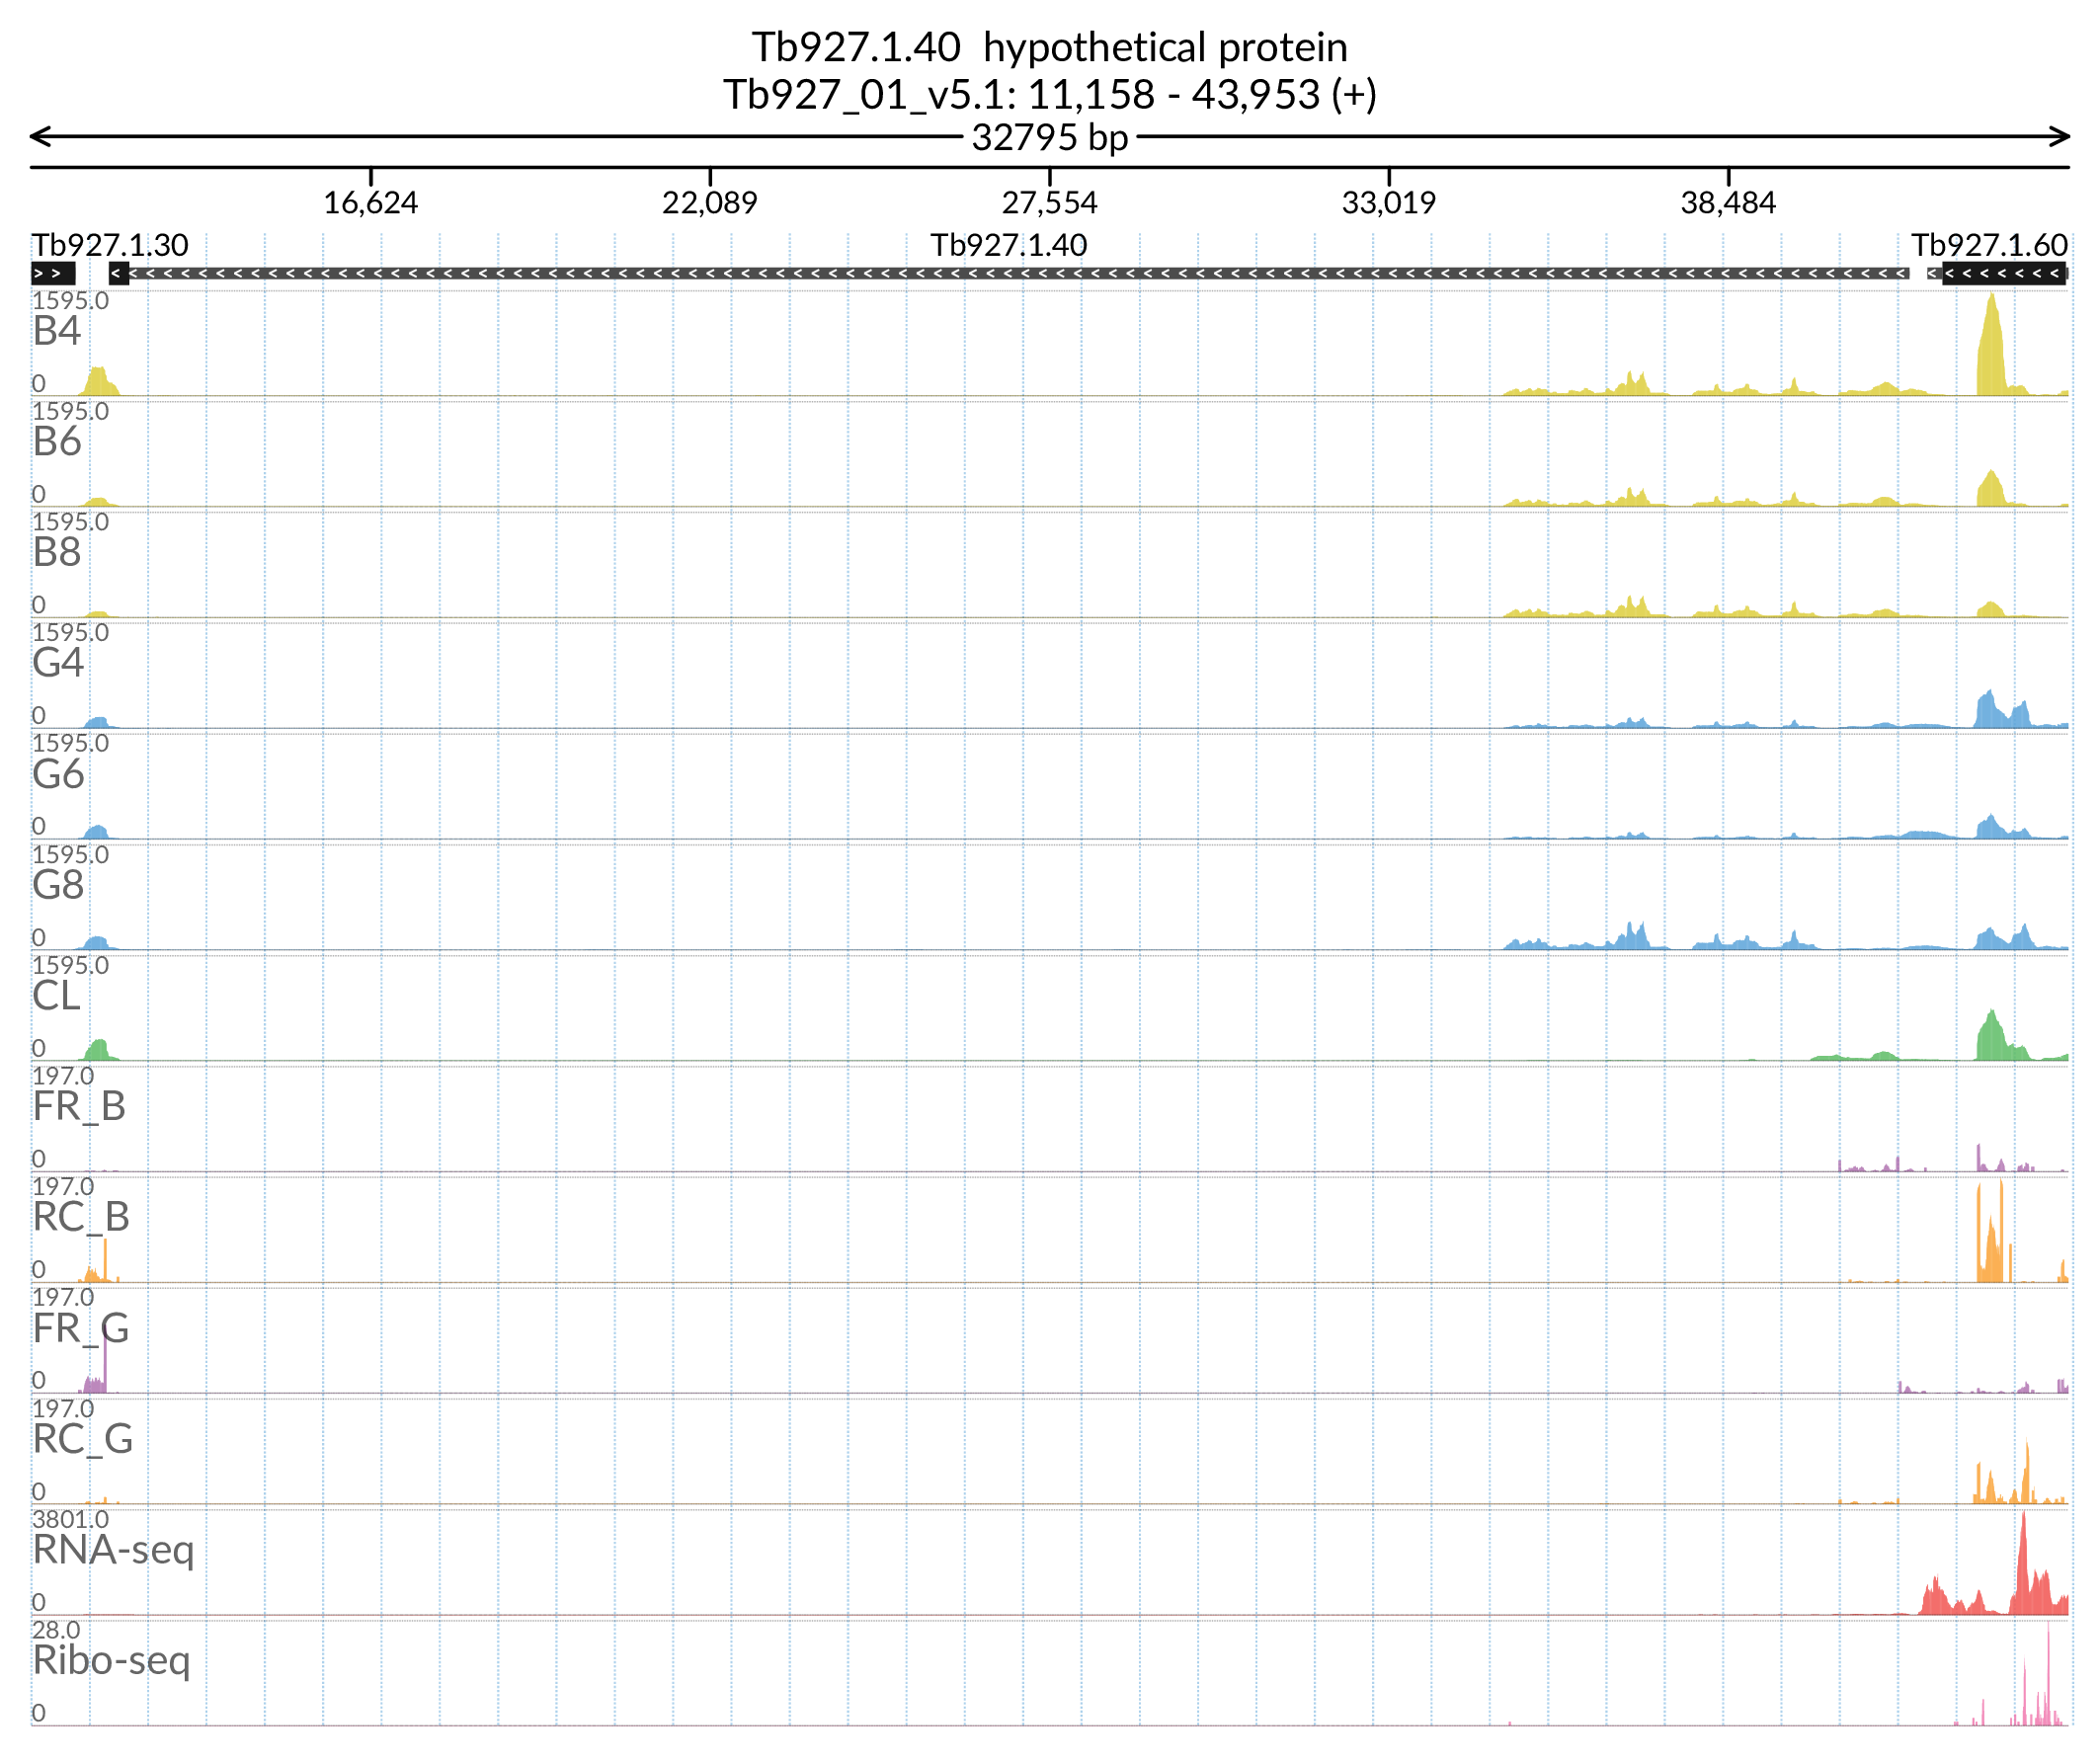 Tb927.1.40  hypothetical protein
Tb927_01_v5.1: 11,158 - 43,953 (+)
32795 bp
16,624 22,089 27,554 33,019 38,484
Tb927.1.30 Tb927.1.40 Tb927.1.60
1595.0
B4
0
1595.0
B6
0
1595.0
B8
0
1595.0
G4
0
1595.0
G6
0
1595.0
G8
0
1595.0
CL
0
197.0
FR_B
0
197.0
RC_B
0
197.0
FR_G
0
197.0
RC_G
0
3801.0
RNA-seq
0
28.0
Ribo-seq
0